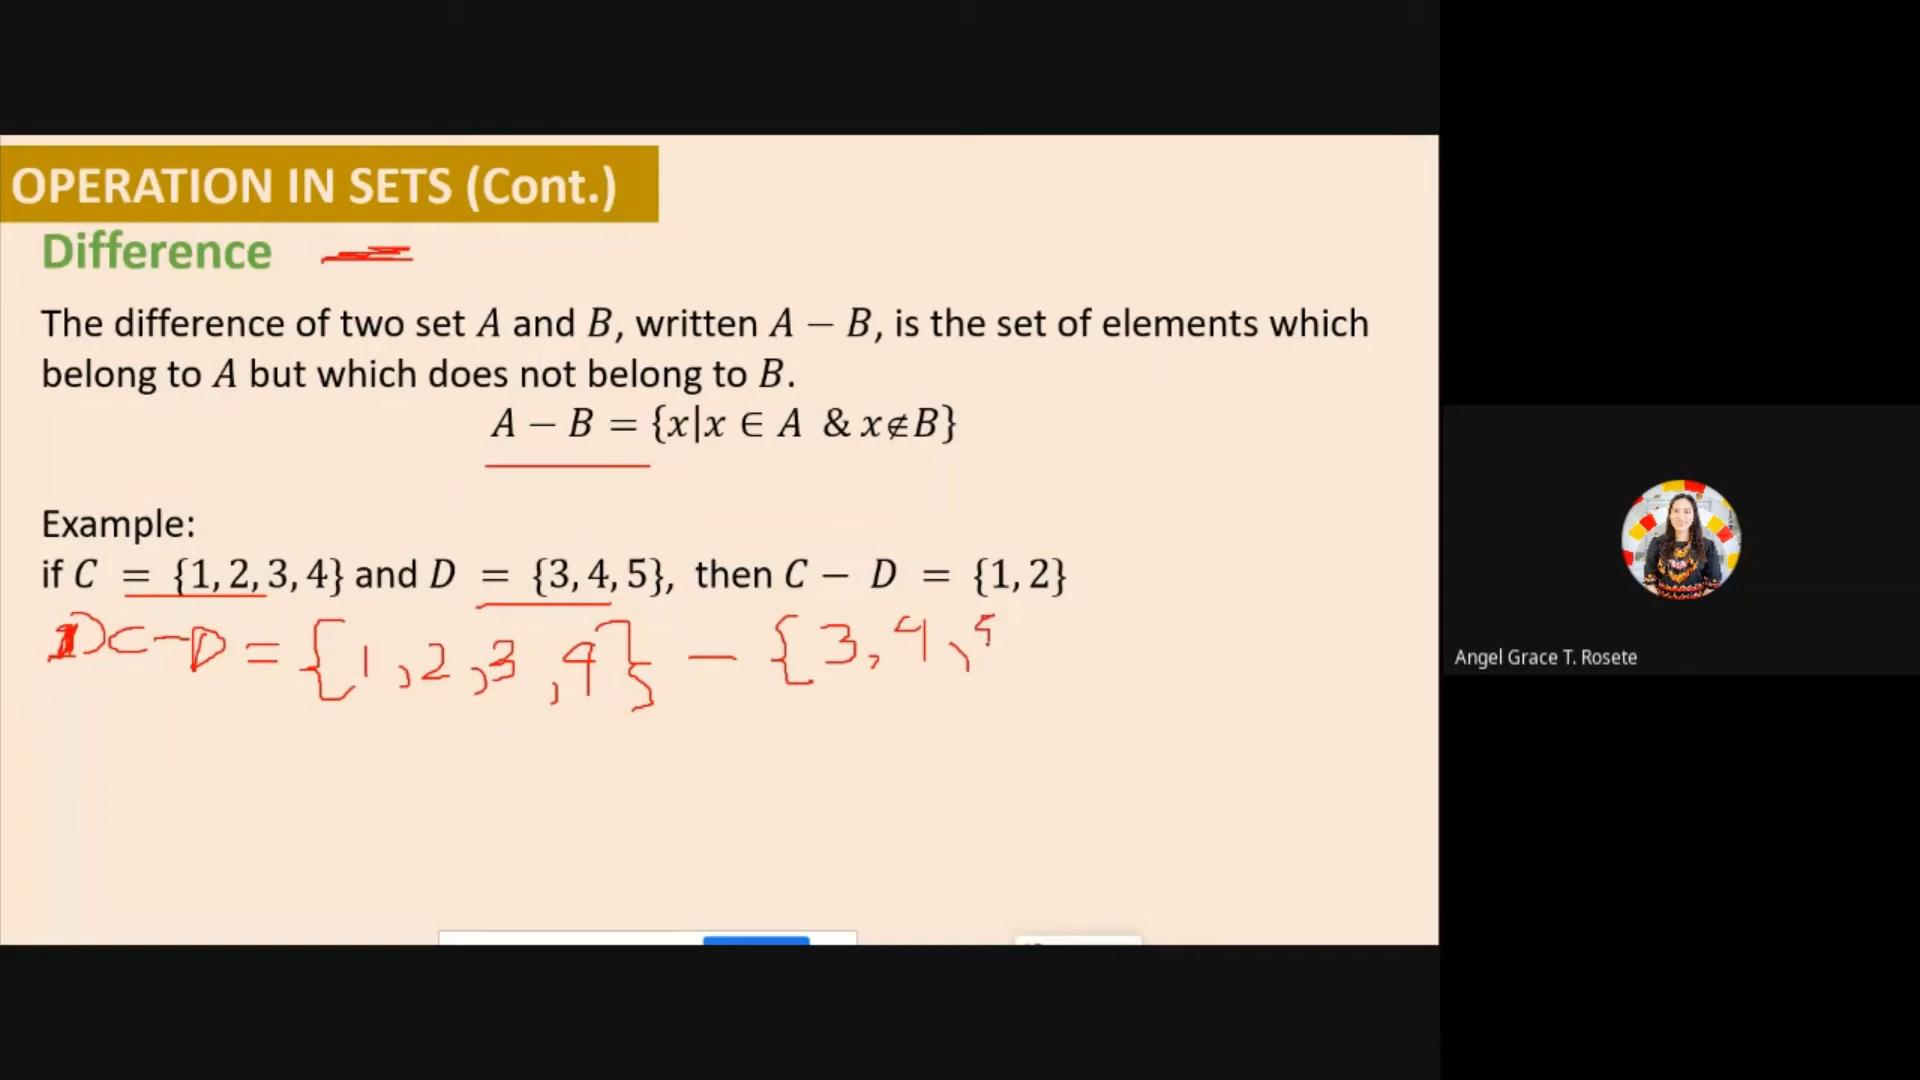 OPERATION IN SETS (Cont.)
Difference
The difference of two set A and B, written A − B, is the set of elements which
belong to A but which does not belong to B.
A − B = {x|x ∈ A & x∉B}
Example:
if C = {1, 2, 3, 4} and D = {3, 4, 5}, then C − D = {1, 2}
1) C − D = {1, 2, 3, 4} − {3, 4, 5
Angel Grace T. Rosete